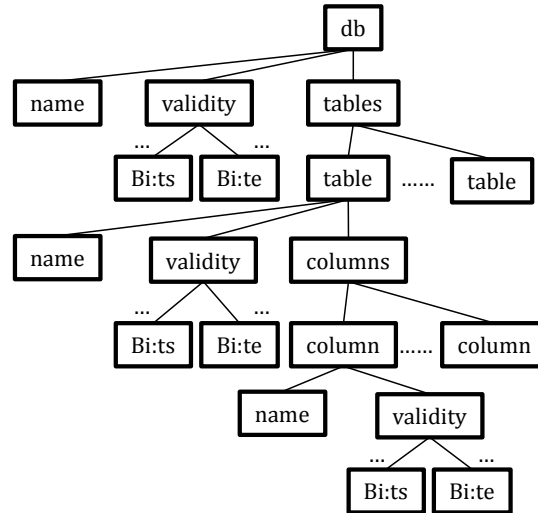 db
name validity tables
... ...
Bi:ts Bi:te table ...... table
name validity columns
... ...
Bi:ts Bi:te column ...... column
name validity
... ...
Bi:ts Bi:te